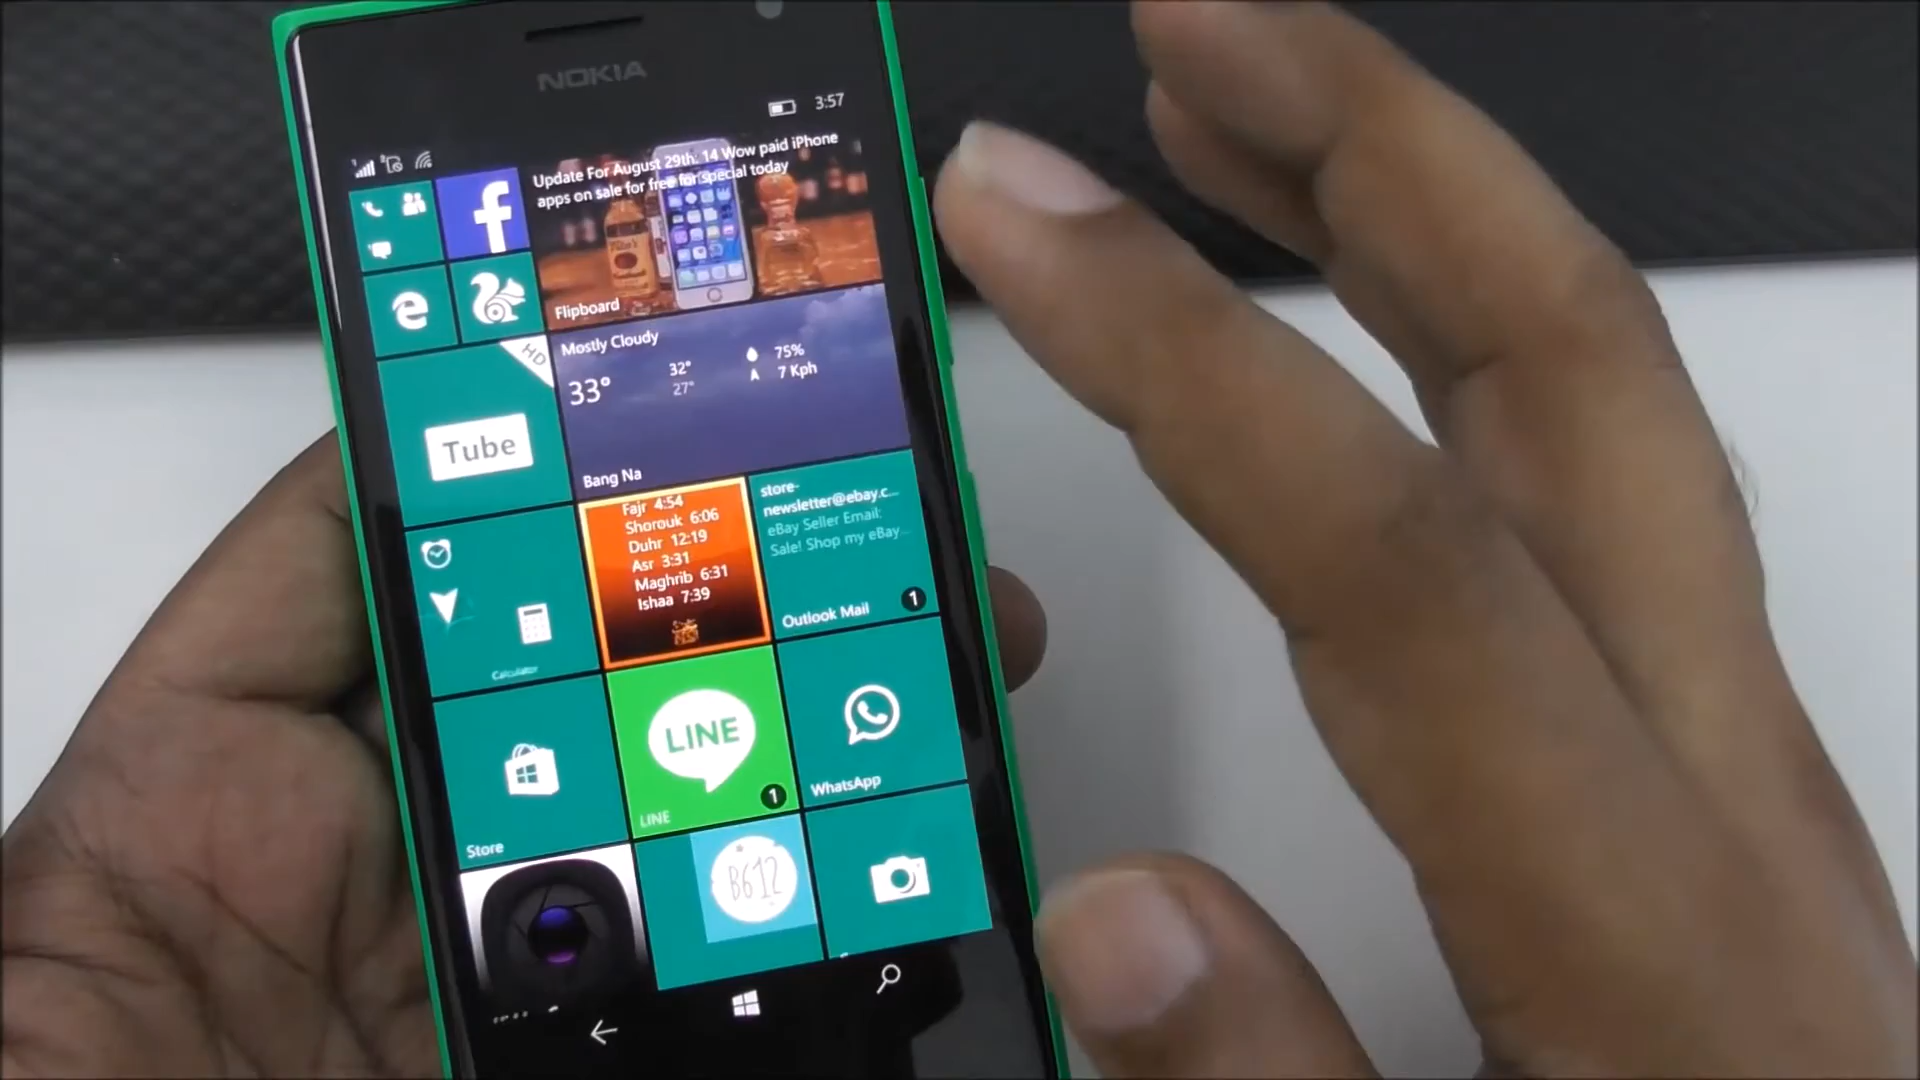 NOKIA
3:57
Update For August 29th: 14 Wow paid iPhone
apps on sale for free for special today
Flipboard
HD
Tube
Mostly Cloudy
33°
32°
27°
75%
7 Kph
Bang Na
Fajr 4:54
Shorouk 6:06
Duhr 12:19
Asr 3:31
Maghrib 6:31
Ishaa 7:39
store-
newsletter@ebay.c...
eBay Seller Email:
Sale! Shop my eBay...
Outlook Mail
1
Calculator
Store
LINE
LINE
1
WhatsApp
B612